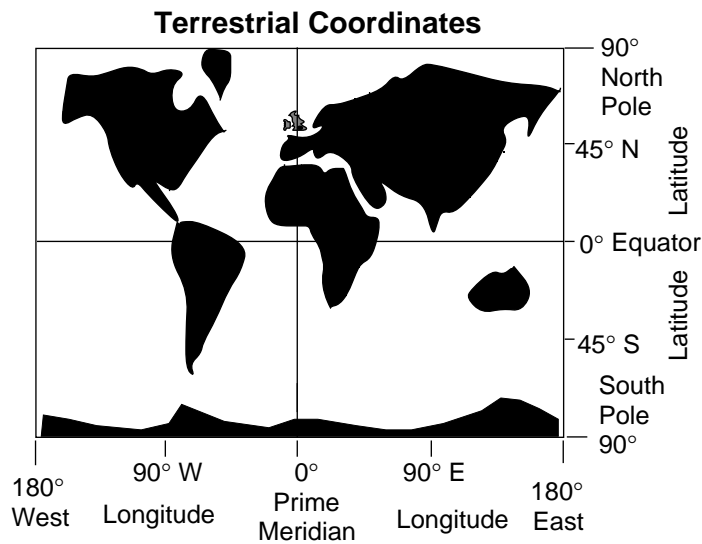 Terrestrial Coordinates
90°
North
Pole
45° N
Latitude
0° Equator
Latitude
45° S
South
Pole
90°
180°
West
90° W
Longitude
0°
Prime
Meridian
90° E
Longitude
180°
East